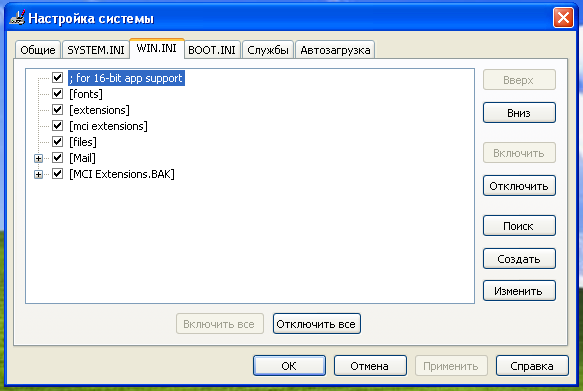 Настройка системы
Общие SYSTEM.INI WIN.INI BOOT.INI Службы Автозагрузка
; for 16-bit app support
[fonts]
[extensions]
[mci extensions]
[files]
[Mail]
[MCI Extensions.BAK]
Вверх
Вниз
Включить
Отключить
Поиск
Создать
Изменить
Включить все Отключить все
ОК Отмена Применить Справка